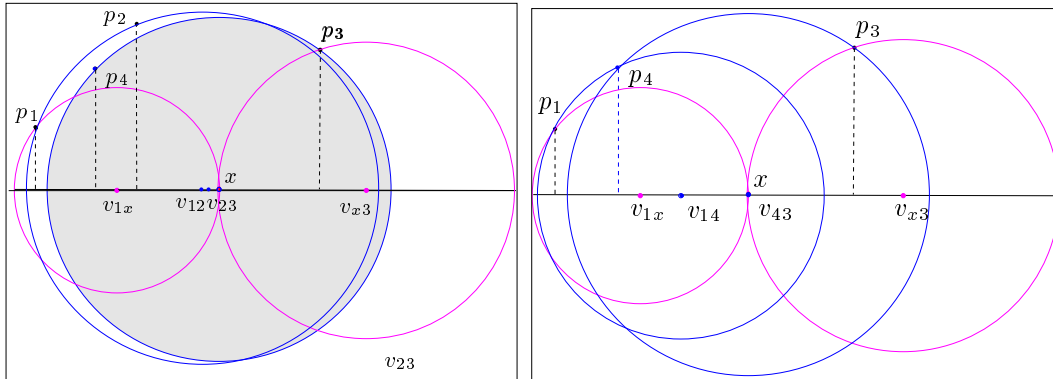 p₂
p₃
p₄
p₁
x
v₁ₓ
v₁₂ v₂₃
vₓ₃
v₂₃
p₃
p₄
p₁
x
v₁ₓ
v₁₄
v₄₃
vₓ₃